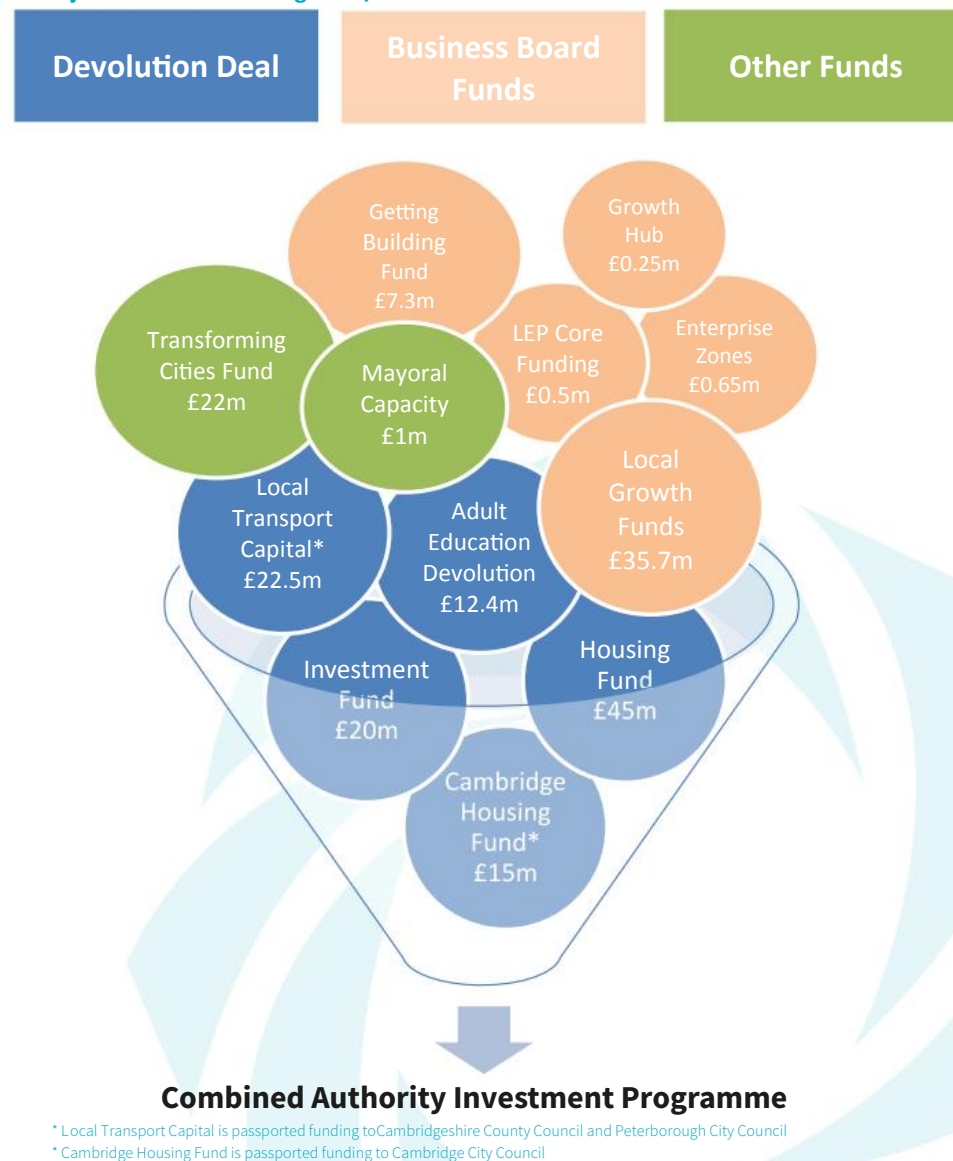 Devolution Deal
Business Board
Funds
Other Funds
Getting
Building
Fund
£7.3m
Growth
Hub
£0.25m
Transforming
Cities Fund
£22m
Mayoral
Capacity
£1m
LEP Core
Funding
£0.5m
Enterprise
Zones
£0.65m
Local
Transport
Capital*
£22.5m
Adult
Education
Devolution
£12.4m
Local
Growth
Funds
£35.7m
Investment
Fund
£20m
Housing
Fund
£45m
Cambridge
Housing
Fund*
£15m
Combined Authority Investment Programme
* Local Transport Capital is passported funding toCambridgeshire County Council and Peterborough City Council
* Cambridge Housing Fund is passported funding to Cambridge City Council